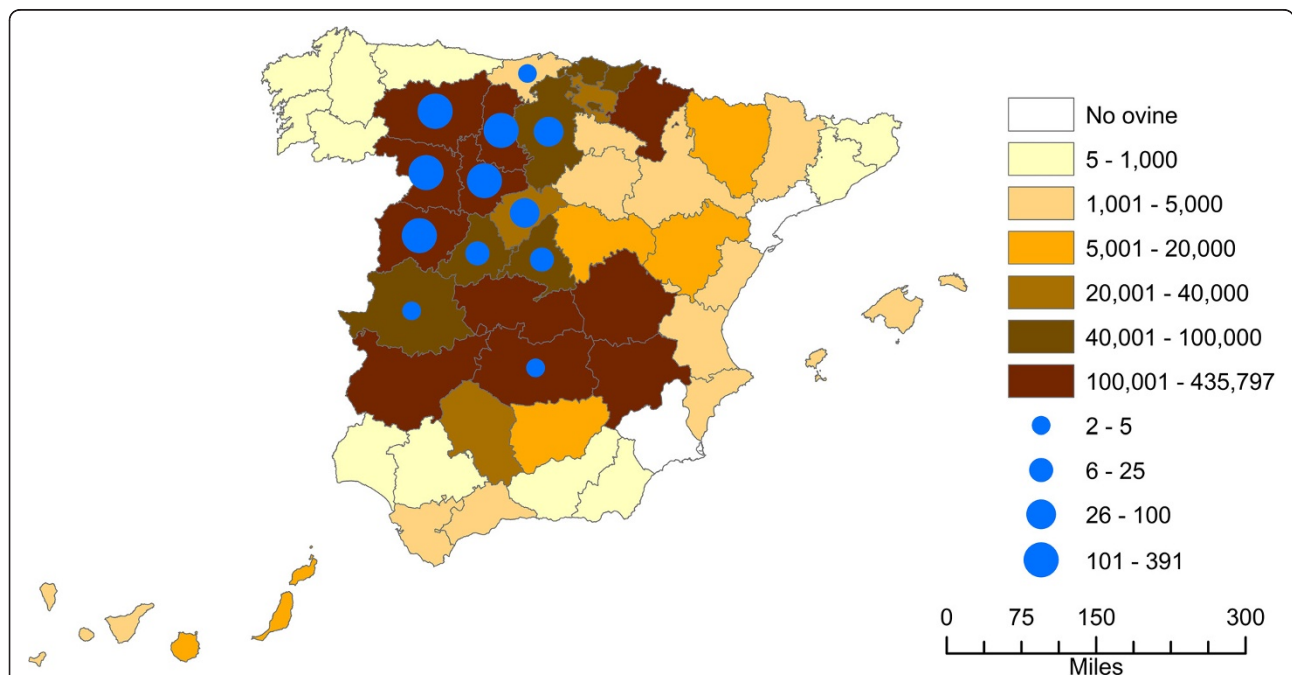 No ovine
5 - 1,000
1,001 - 5,000
5,001 - 20,000
20,001 - 40,000
40,001 - 100,000
100,001 - 435,797
2 - 5
6 - 25
26 - 100
101 - 391
0 75 150 300
Miles